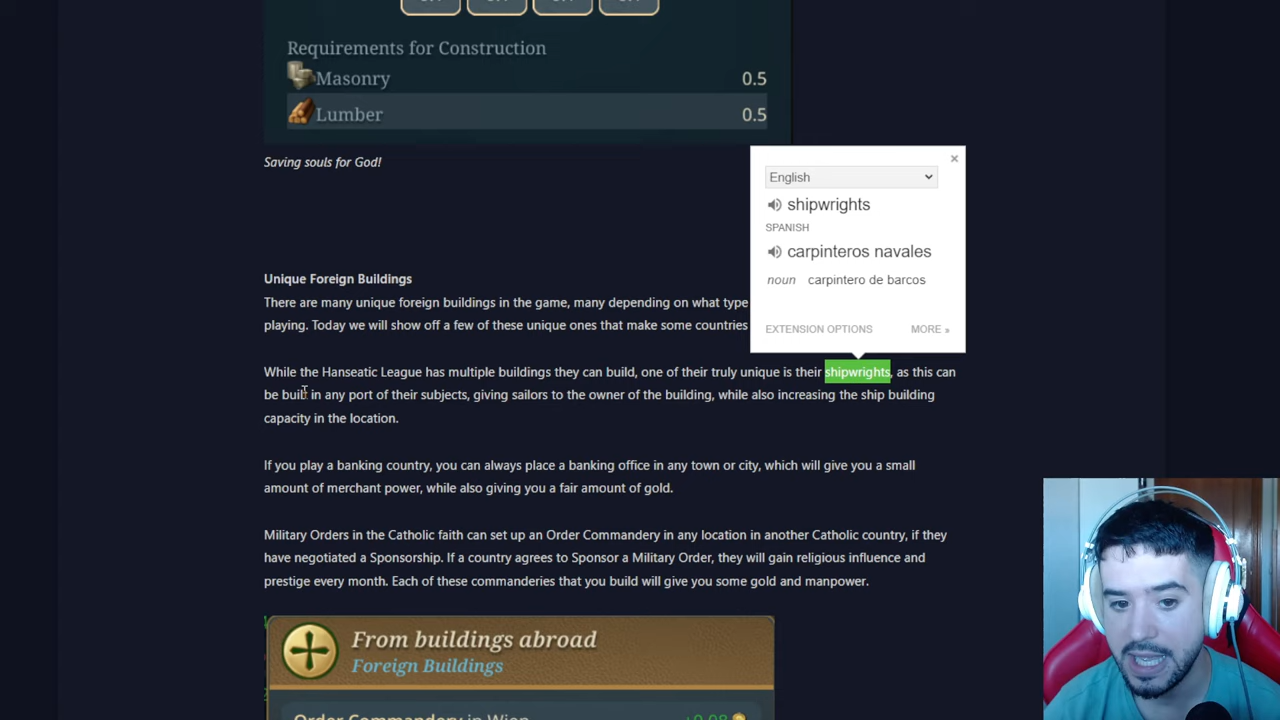 Requirements for Construction
Masonry 0.5
Lumber 0.5
Saving souls for God!
English
shipwrights
SPANISH
carpinteros navales
noun carpintero de barcos
EXTENSION OPTIONS MORE »
Unique Foreign Buildings
There are many unique foreign buildings in the game, many depending on what type
playing. Today we will show off a few of these unique ones that make some countries
While the Hanseatic League has multiple buildings they can build, one of their truly unique is their shipwrights, as this can
be built in any port of their subjects, giving sailors to the owner of the building, while also increasing the ship building
capacity in the location.
If you play a banking country, you can always place a banking office in any town or city, which will give you a small
amount of merchant power, while also giving you a fair amount of gold.
Military Orders in the Catholic faith can set up an Order Commandery in any location in another Catholic country, if they
have negotiated a Sponsorship. If a country agrees to Sponsor a Military Order, they will gain religious influence and
prestige every month. Each of these commanderies that you build will give you some gold and manpower.
From buildings abroad
Foreign Buildings
Order Commandery in Wien